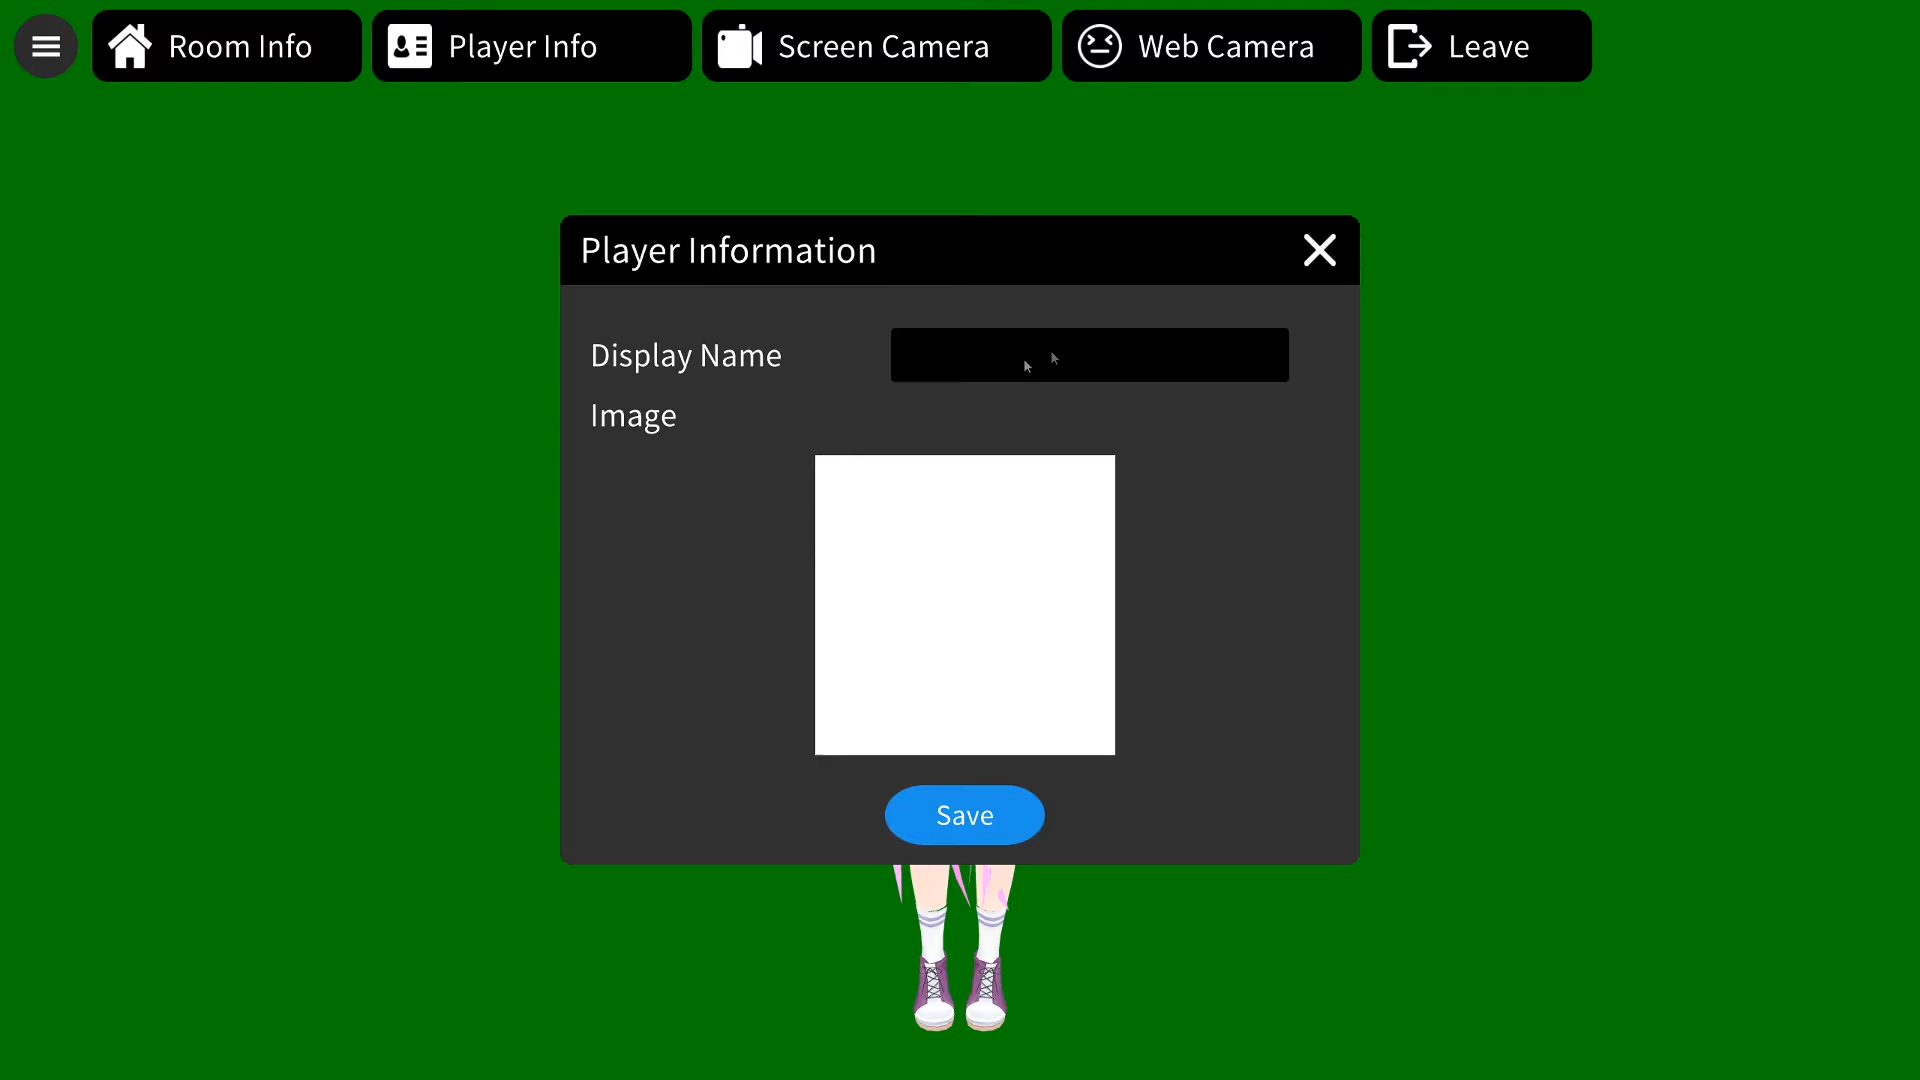 Room Info
Player Info
Screen Camera
Web Camera
Leave
Player Information
Display Name
Image
Save